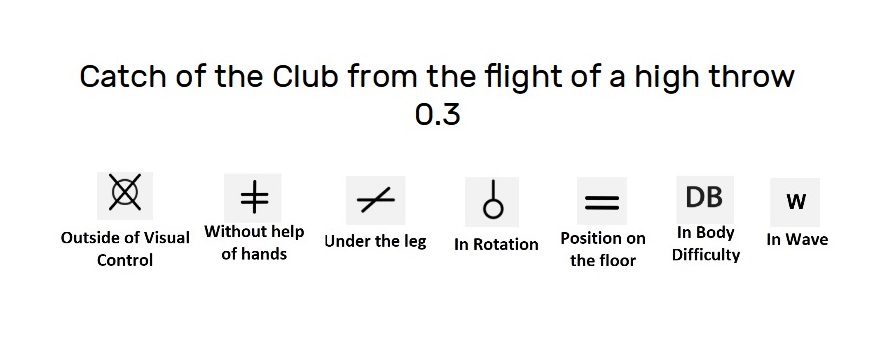 Catch of the Club from the flight of a high throw
0.3
DB
W
Outside of Visual
Control
Without help
of hands
Under the leg
In Rotation
Position on
the floor
In Body
Difficulty
In Wave